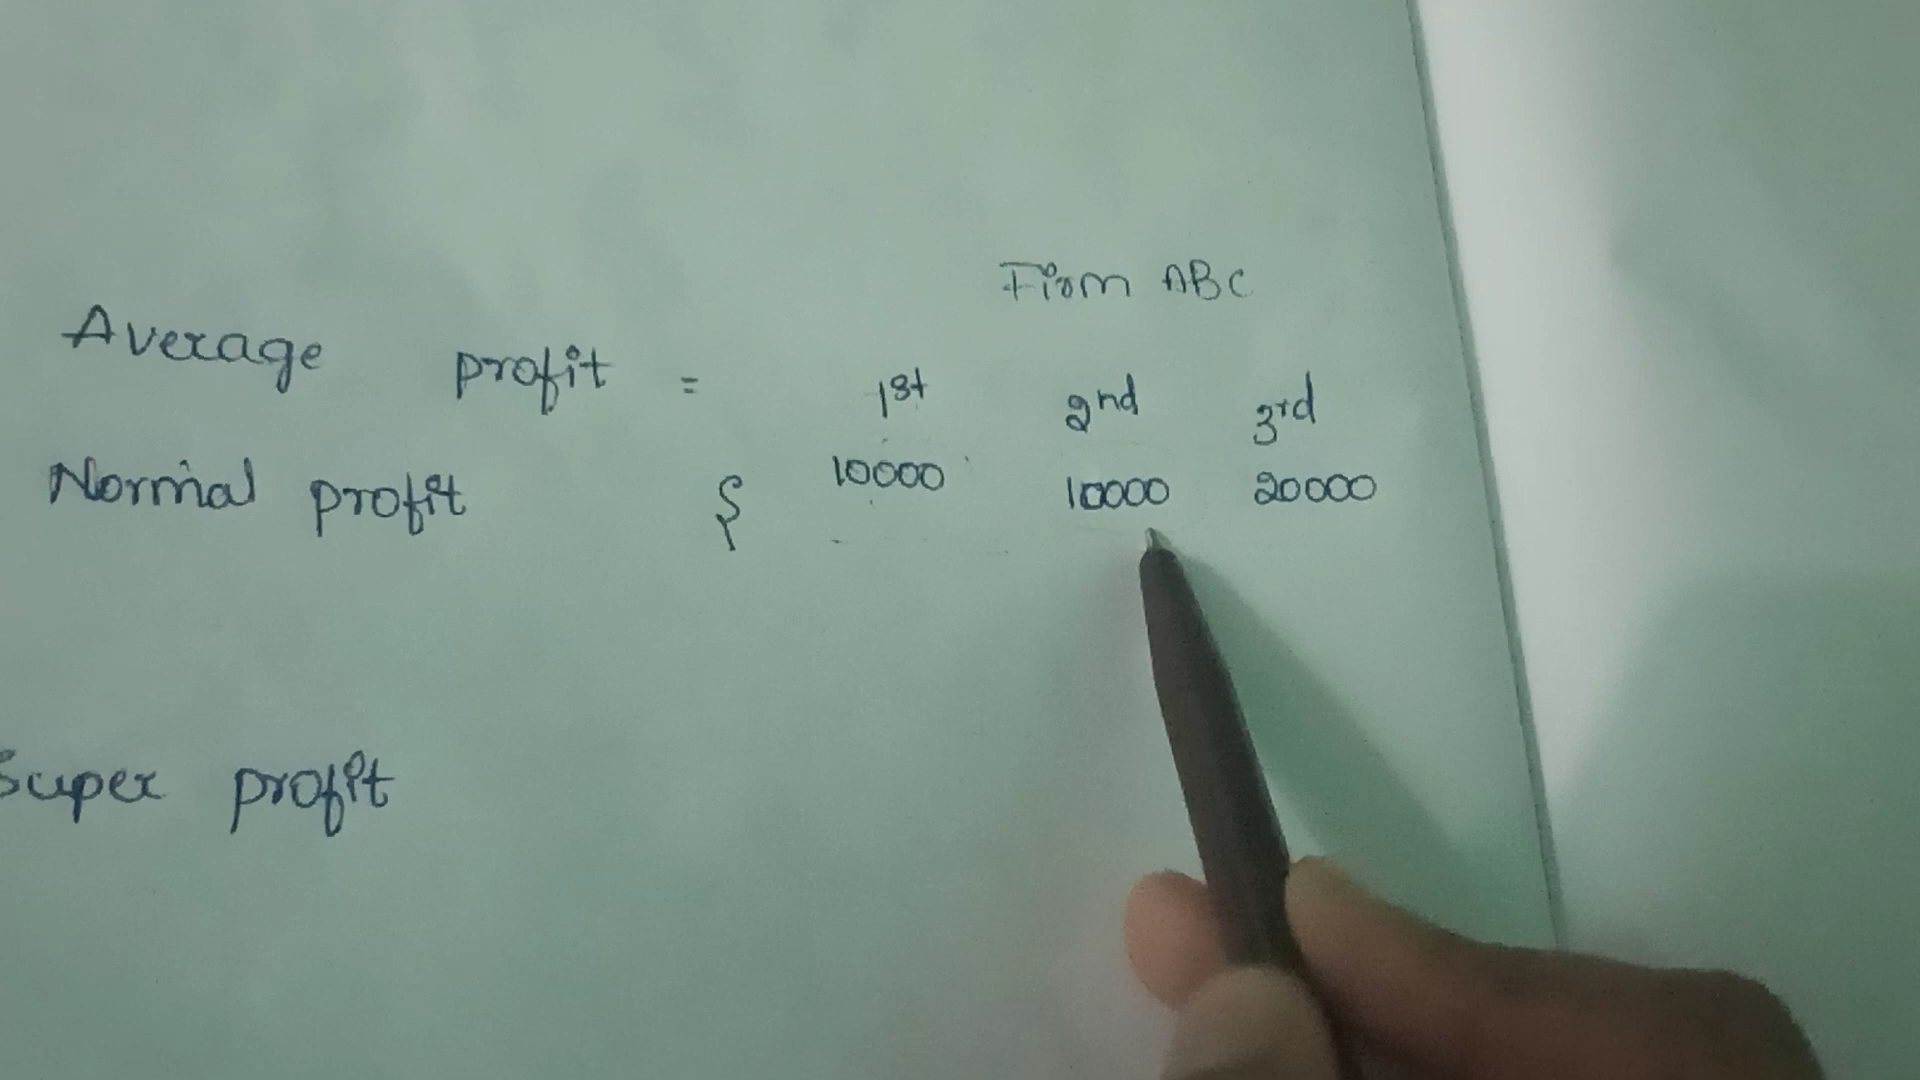 Firm ABC
Average profit = 1st 2nd 3rd
Normal profit 10000 10000 20000
Super profit